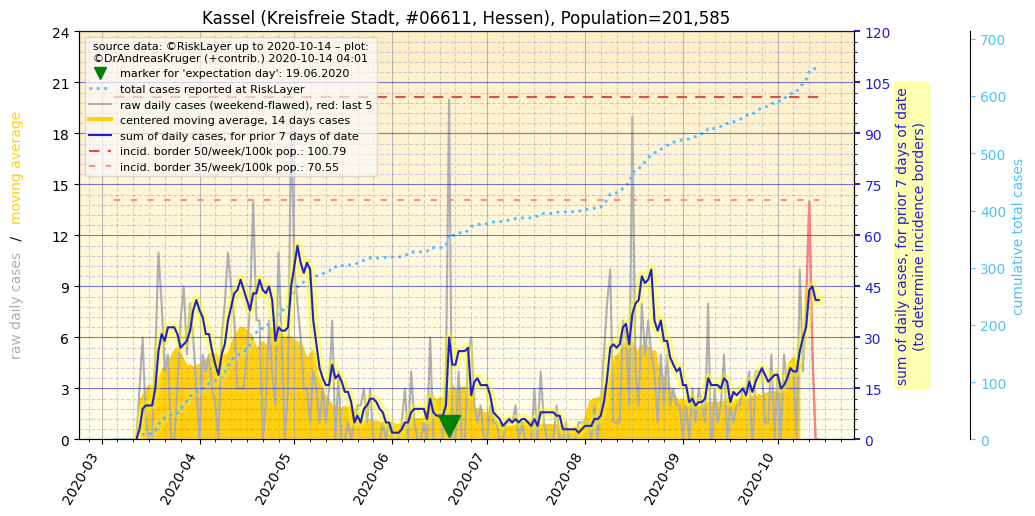 Kassel (Kreisfreie Stadt, #06611, Hessen), Population=201,585
source data: ©RiskLayer up to 2020-10-14 – plot:
©DrAndreasKruger (+contrib.) 2020-10-14 04:01
marker for 'expectation day': 19.06.2020
total cases reported at RiskLayer
raw daily cases (weekend-flawed), red: last 5
centered moving average, 14 days cases
sum of daily cases, for prior 7 days of date
incid. border 50/week/100k pop.: 100.79
incid. border 35/week/100k pop.: 70.55
raw daily cases / moving average
24
21
18
15
12
9
6
3
0
2020-03
2020-04
2020-05
2020-06
2020-07
2020-08
2020-09
2020-10
120
105
90
75
60
45
30
15
0
sum of daily cases, for prior 7 days of date
(to determine incidence borders)
700
600
500
400
300
200
100
0
cumulative total cases